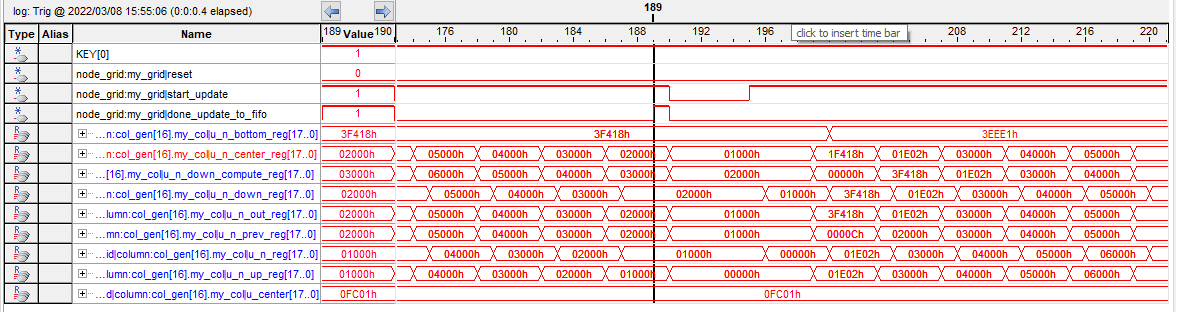 log: Trig @ 2022/03/08 15:55:06 (0:0:0.4 elapsed)
189
Type Alias Name 189 Value 190 176 180 184 188 192 196 208 212 216 220
click to insert time bar
KEY[0] 1
node_grid:my_grid|reset 0
node_grid:my_grid|start_update 1
node_grid:my_grid|done_update_to_fifo 1
...n:col_gen[16].my_col|u_n_bottom_reg[17..0] 3F418h 3F418h 3EEE1h
...n:col_gen[16].my_col|u_n_center_reg[17..0] 02000h 05000h 04000h 03000h 02000h 01000h 1F418h 01E02h 03000h 04000h 05000h
...[16].my_col|u_n_down_compute_reg[17..0] 03000h 06000h 05000h 04000h 03000h 02000h 00000h 3F418h 01E02h 03000h 04000h
...n:col_gen[16].my_col|u_n_down_reg[17..0] 02000h 05000h 04000h 03000h 02000h 01000h 3F418h 01E02h 03000h 04000h 05000h
...lumn:col_gen[16].my_col|u_n_out_reg[17..0] 02000h 05000h 04000h 03000h 02000h 01000h 3F418h 01E02h 03000h 04000h 05000h
...mn:col_gen[16].my_col|u_n_prev_reg[17..0] 02000h 05000h 04000h 03000h 02000h 01000h 0000Ch 02000h 03000h 04000h 05000h
...id|column:col_gen[16].my_col|u_n_reg[17..0] 01000h 04000h 03000h 02000h 01000h 00000h 01E02h 03000h 04000h 05000h 06000h
...lumn:col_gen[16].my_col|u_n_up_reg[17..0] 01000h 04000h 03000h 02000h 01000h 00000h 01E02h 03000h 04000h 05000h 06000h
...d|column:col_gen[16].my_col|u_center[17..0] 0FC01h 0FC01h